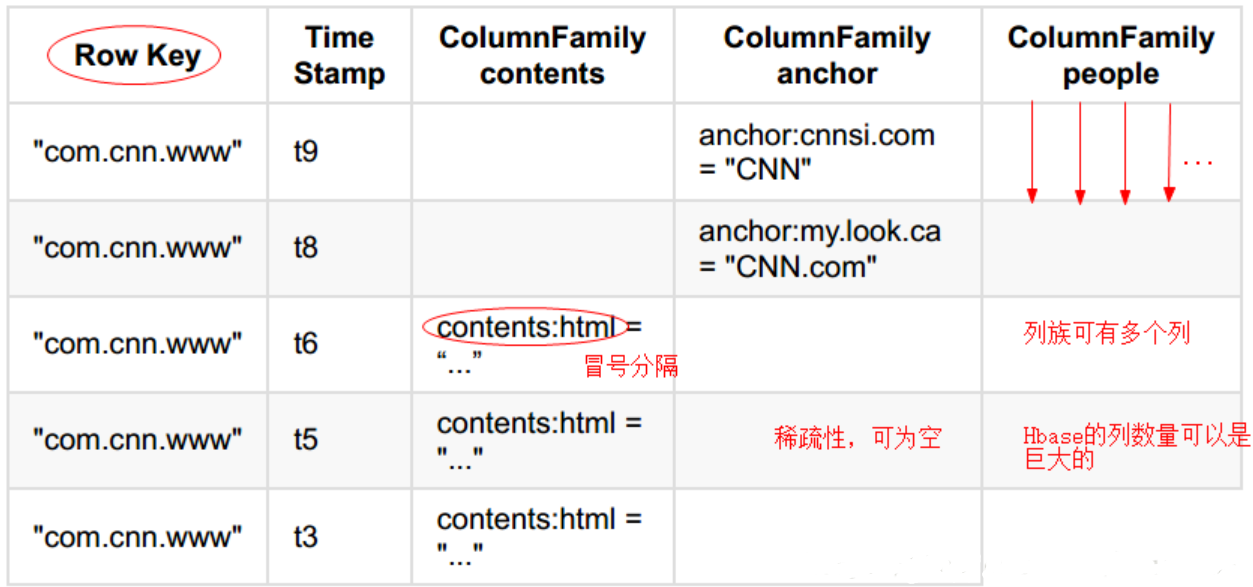 Row Key
Time
Stamp
ColumnFamily
contents
ColumnFamily
anchor
ColumnFamily
people
"com.cnn.www"
t9
anchor:cnnsi.com
= "CNN"
...
"com.cnn.www"
t8
anchor:my.look.ca
= "CNN.com"
"com.cnn.www"
t6
contents:html =
“...”
冒号分隔
列族可有多个列
"com.cnn.www"
t5
contents:html =
"..."
稀疏性，可为空
Hbase的列数量可以是
巨大的
"com.cnn.www"
t3
contents:html =
"..."